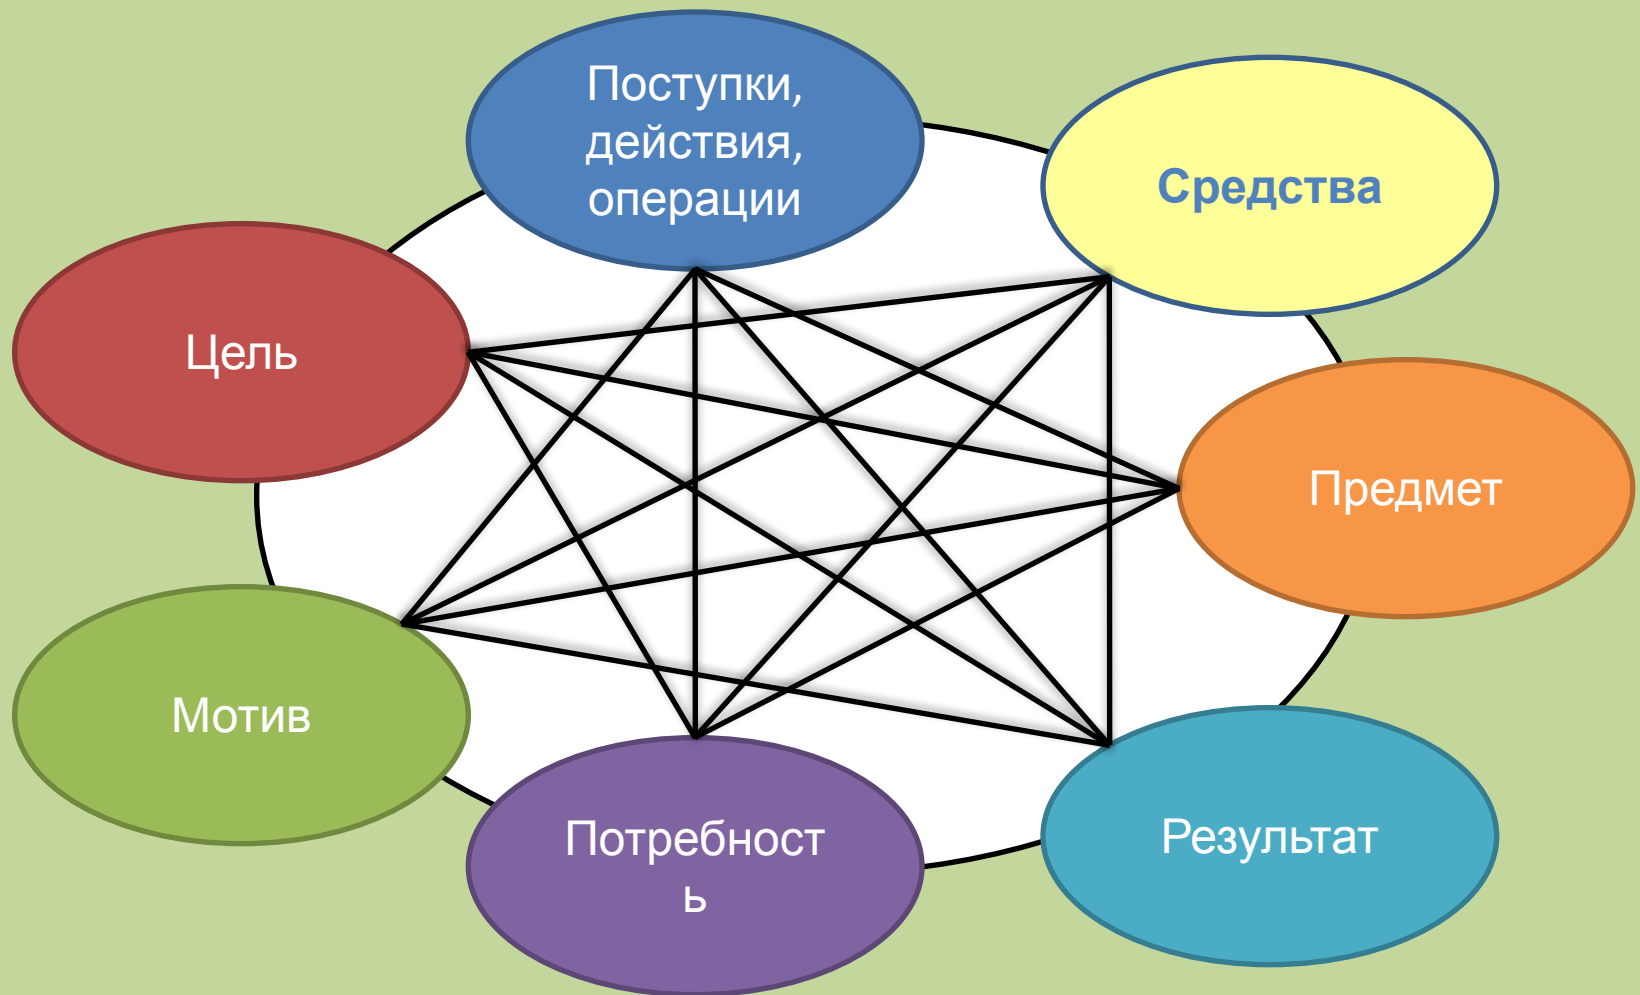 Поступки,
действия,
операции
Средства
Цель
Предмет
Мотив
Потребност
ь
Результат